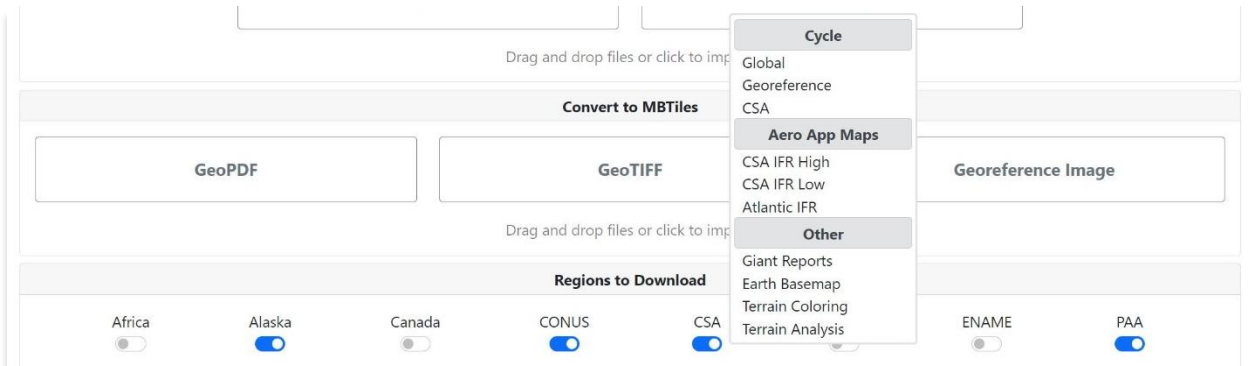 Cycle
Global
Georeference
CSA
Aero App Maps
CSA IFR High
CSA IFR Low
Atlantic IFR
Other
Giant Reports
Earth Basemap
Terrain Coloring
Terrain Analysis
Drag and drop files or click to imp
Convert to MBTiles
GeoPDF GeoTIFF Georeference Image
Drag and drop files or click to imp
Regions to Download
Africa Alaska Canada CONUS CSA ENAME PAA